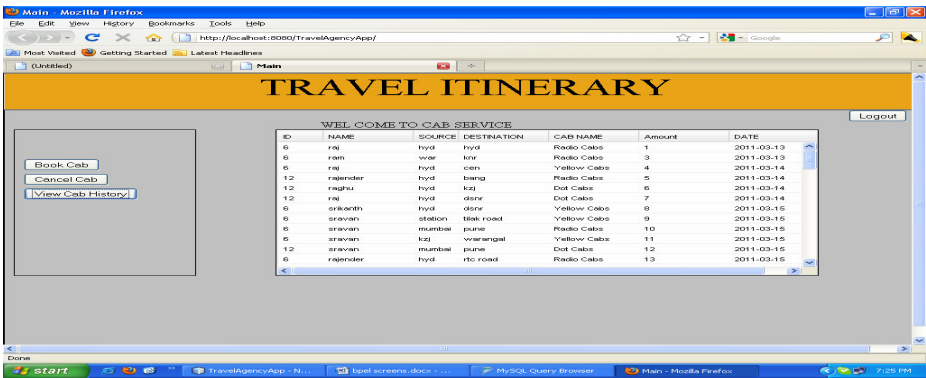 Main - Mozilla Firefox
File Edit View History Bookmarks Tools Help
http://localhost:8080/TravelAgencyApp/
Google
Most Visited Getting Started Latest Headlines
(Untitled) Main
TRAVEL ITINERARY
Logout
WEL COME TO CAB SERVICE
Book Cab
Cancel Cab
View Cab History
ID NAME SOURCE DESTINATION CAB NAME Amount DATE
6 raj hyd hyd Radio Cabs 1 2011-03-13
6 ram war knr Radio Cabs 3 2011-03-13
6 raj hyd cen Yellow Cabs 4 2011-03-14
12 rajender hyd bang Radio Cabs 5 2011-03-14
12 raghu hyd kzj Dot Cabs 6 2011-03-14
12 raj hyd dsnr Dot Cabs 7 2011-03-14
6 srikanth hyd dsnr Yellow Cabs 8 2011-03-15
6 sravan station tilak road Yellow Cabs 9 2011-03-15
6 sravan mumbai pune Radio Cabs 10 2011-03-15
6 sravan kzj warangal Yellow Cabs 11 2011-03-15
12 sravan mumbai pune Dot Cabs 12 2011-03-15
6 rajender hyd rtc road Radio Cabs 13 2011-03-15
Done
start TravelAgencyApp - N... bpel screens.docx - ... MySQL Query Browser Main - Mozilla Firefox 7:25 PM